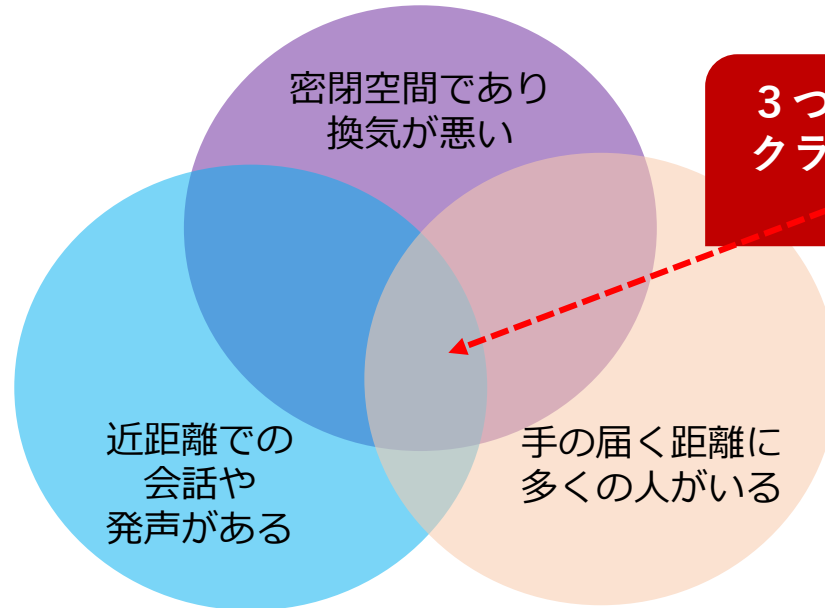 密閉空間であり
換気が悪い
３つ
クラ
近距離での
会話や
発声がある
手の届く距離に
多くの人がいる